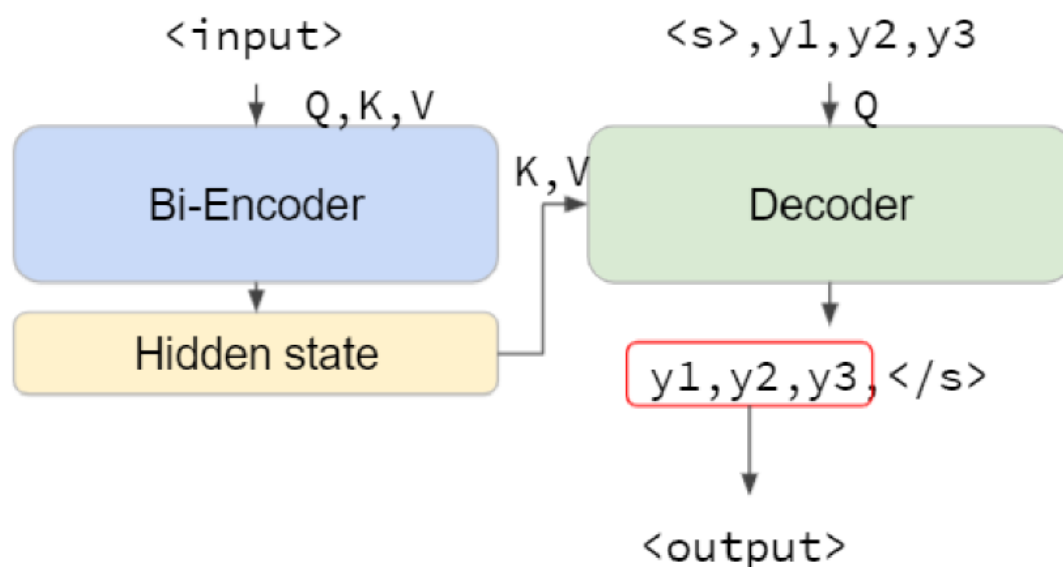 <input>
<s>,y1,y2,y3
Q,K,V
Q
Bi-Encoder
K,V
Decoder
Hidden state
y1,y2,y3,</s>
<output>